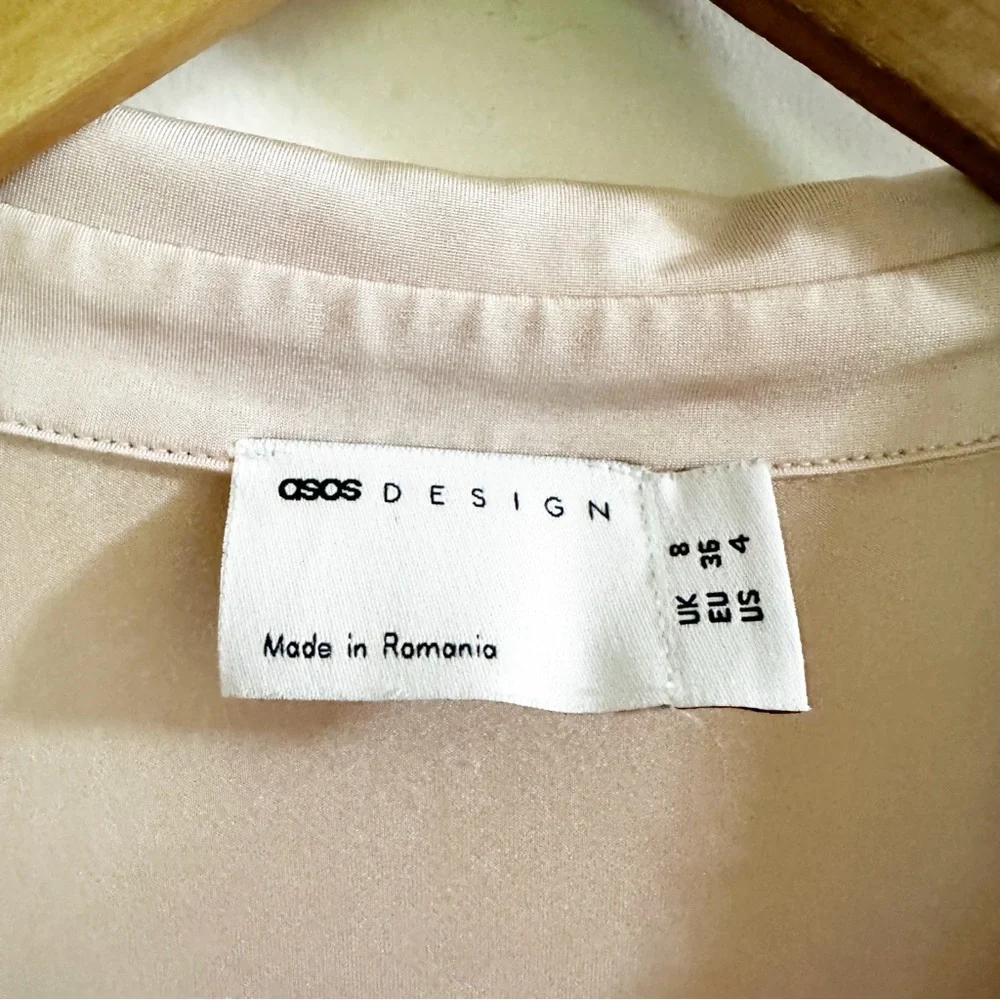 asos DESIGN
Made in Romania
UK 8
EU 36
US 4